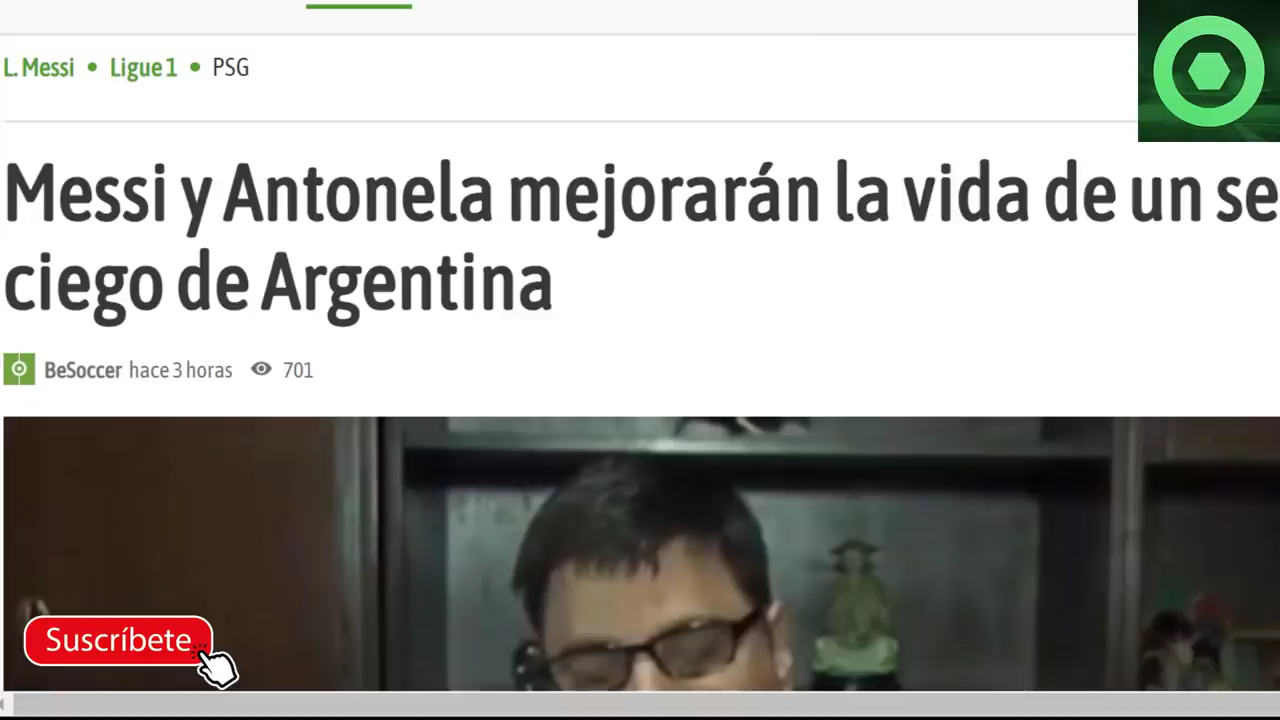 L. Messi • Ligue 1 • PSG
Messi y Antonela mejorarán la vida de un se
ciego de Argentina
BeSoccer hace 3 horas 701
Suscríbete